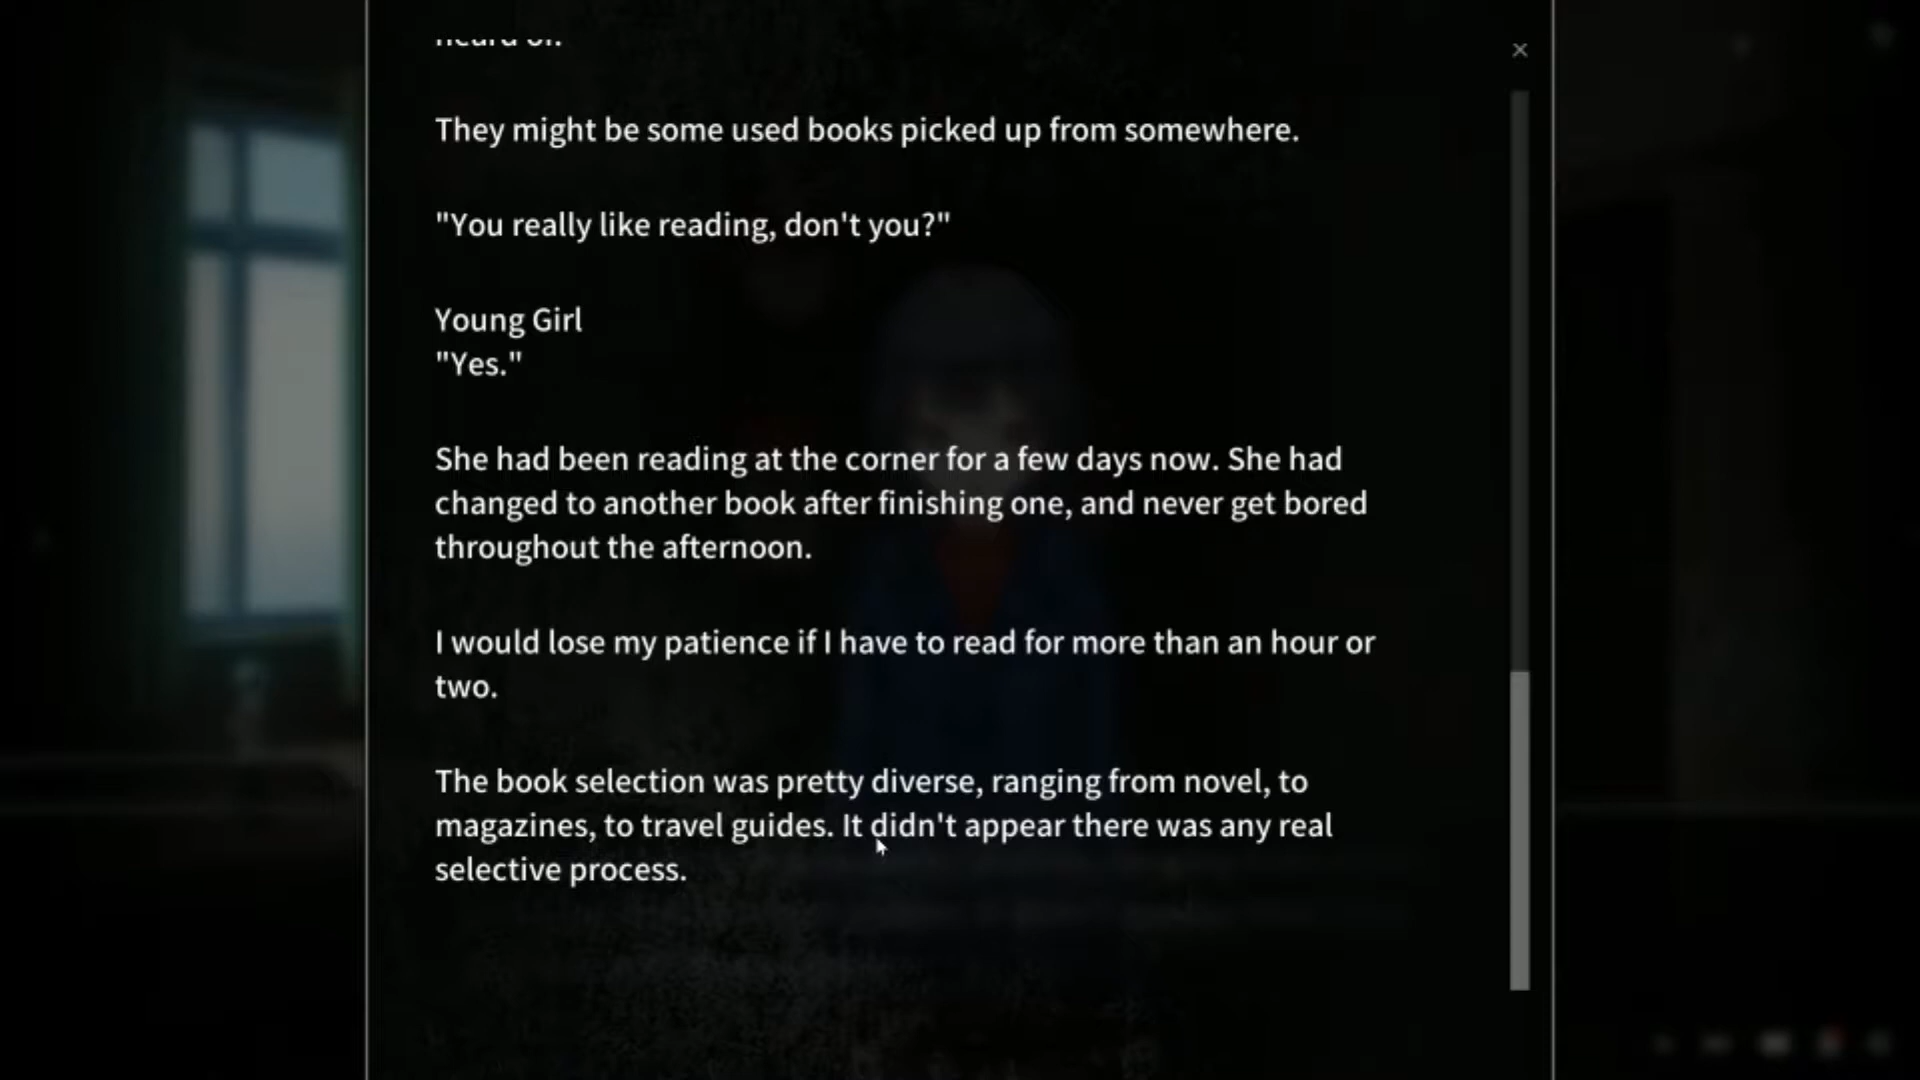 heard of.
They might be some used books picked up from somewhere.
"You really like reading, don't you?"
Young Girl
"Yes."
She had been reading at the corner for a few days now. She had
changed to another book after finishing one, and never get bored
throughout the afternoon.
I would lose my patience if I have to read for more than an hour or
two.
The book selection was pretty diverse, ranging from novel, to
magazines, to travel guides. It didn't appear there was any real
selective process.